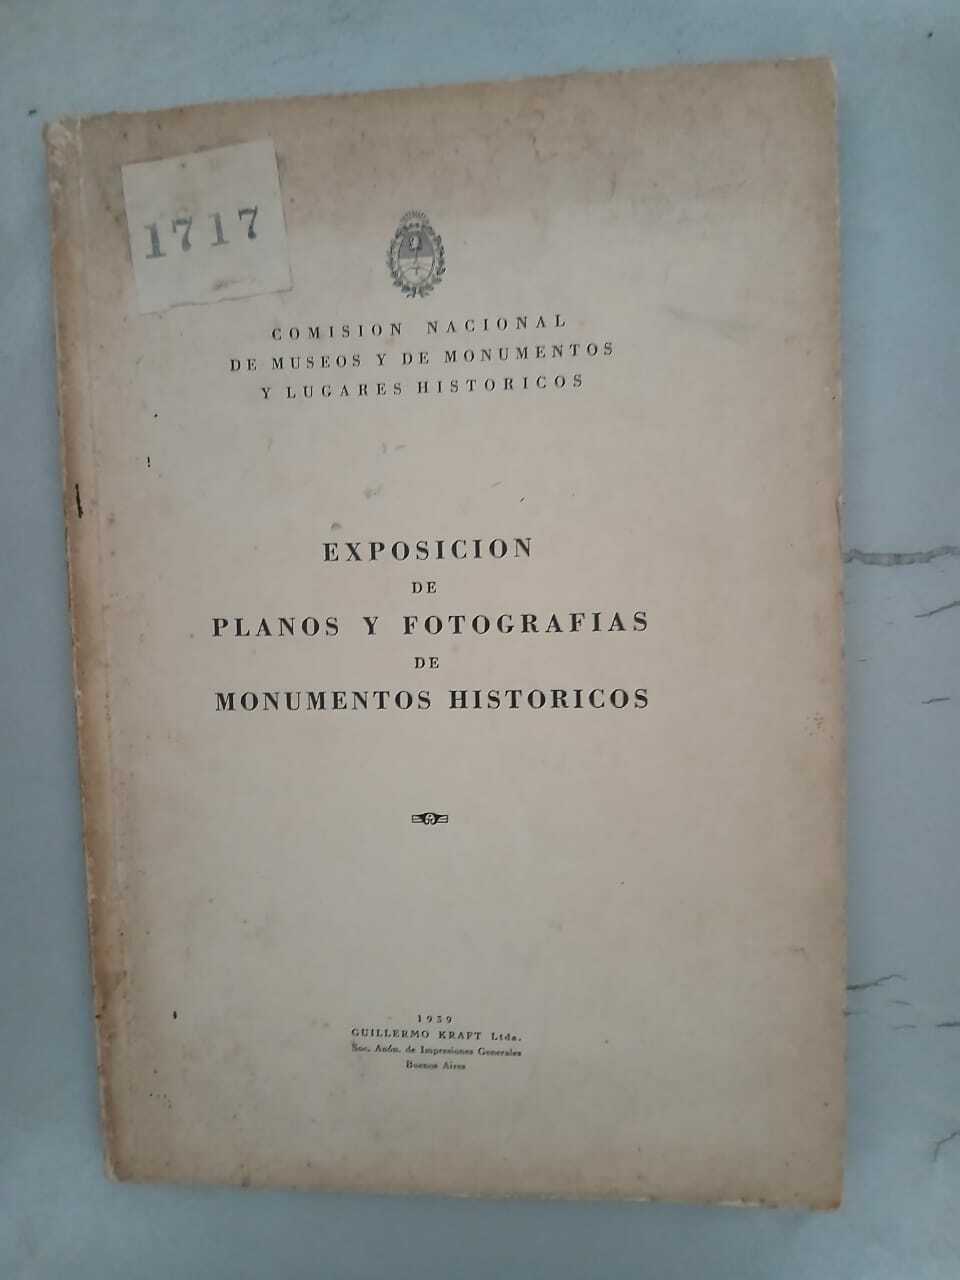 1717
COMISION NACIONAL
DE MUSEOS Y DE MONUMENTOS
Y LUGARES HISTORICOS
EXPOSICION
DE
PLANOS Y FOTOGRAFIAS
DE
MONUMENTOS HISTORICOS
1939
GUILLERMO KRAFT Ltda.
Soc. Anón. de Impresiones Generales
Buenos Aires